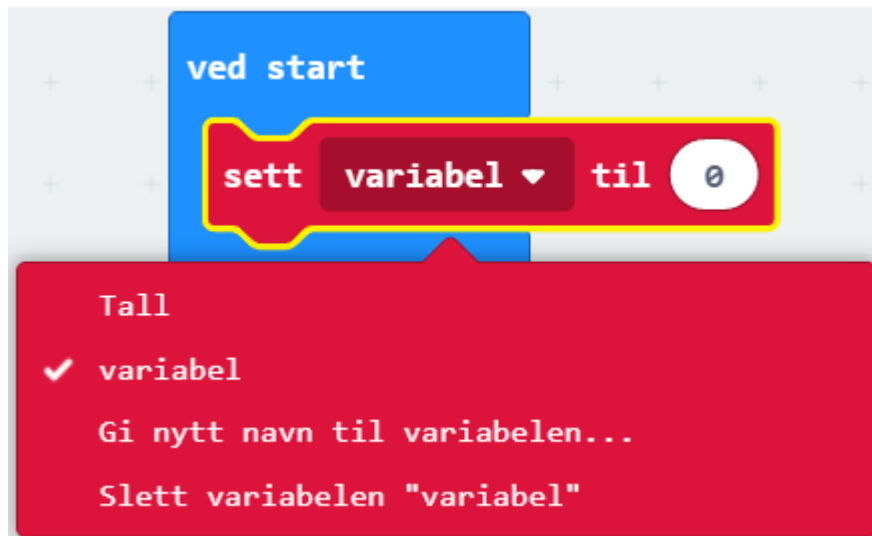 ved start
sett variabel til 0
Tall
variabel
Gi nytt navn til variabelen...
Slett variabelen "variabel"